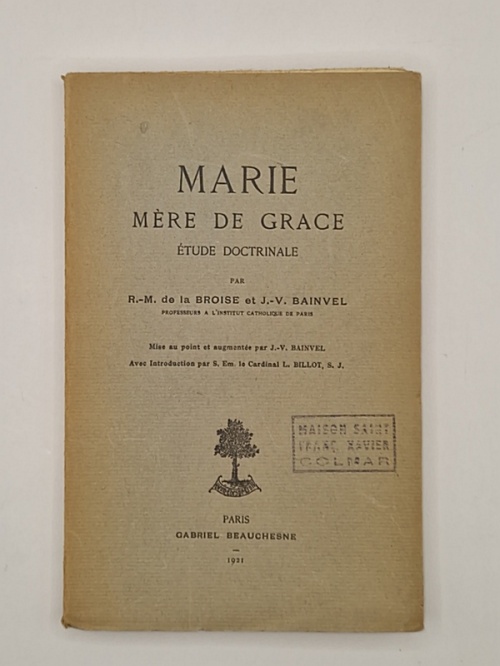 MARIE
MÈRE DE GRACE
ÉTUDE DOCTRINALE
PAR
R.-M. de la BROISE et J.-V. BAINVEL
PROFESSEURS A L'INSTITUT CATHOLIQUE DE PARIS
Mise au point et augmentée par J.-V. BAINVEL
Avec Introduction par S. Em. le Cardinal L. BILLOT, S. J.
MAISON SAINT
FRANÇ. XAVIER
COLMAR
PARIS
GABRIEL BEAUCHESNE
—
1921